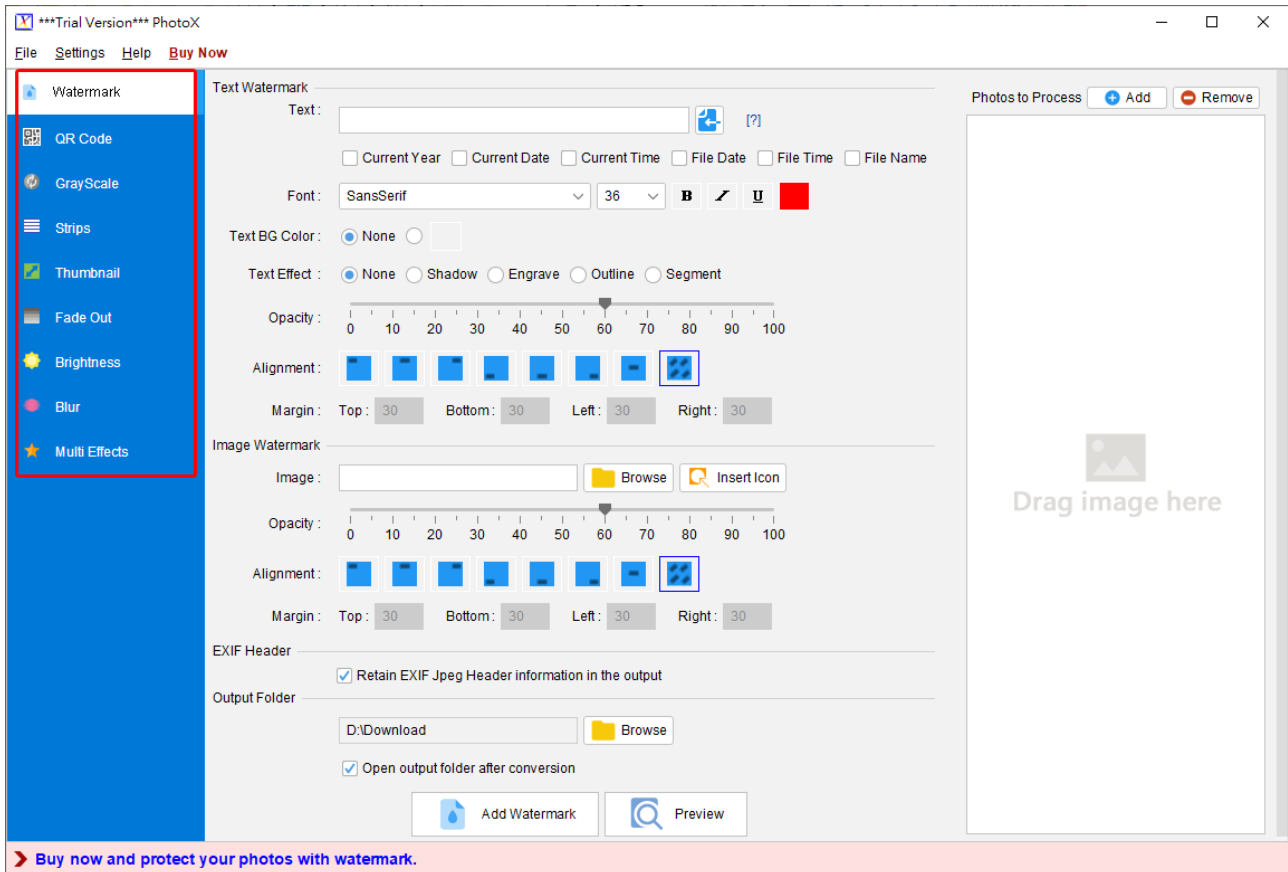 ***Trial Version*** PhotoX
File Settings Help Buy Now
Watermark
QR Code
GrayScale
Strips
Thumbnail
Fade Out
Brightness
Blur
Multi Effects
Text Watermark
Text :
[?]
Current Year Current Date Current Time File Date File Time File Name
Font : SansSerif 36 B I U
Text BG Color : None
Text Effect : None Shadow Engrave Outline Segment
Opacity :
0 10 20 30 40 50 60 70 80 90 100
Alignment :
Margin : Top : 30 Bottom : 30 Left : 30 Right : 30
Image Watermark
Image : Browse Insert Icon
Opacity :
0 10 20 30 40 50 60 70 80 90 100
Alignment :
Margin : Top : 30 Bottom : 30 Left : 30 Right : 30
EXIF Header
Retain EXIF Jpeg Header information in the output
Output Folder
D:\Download Browse
Open output folder after conversion
Add Watermark Preview
Photos to Process Add Remove
Drag image here
Buy now and protect your photos with watermark.